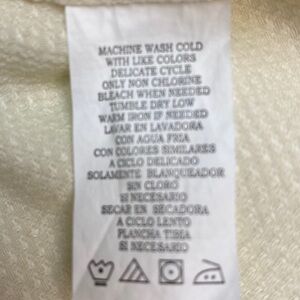 MACHINE WASH COLD
WITH LIKE COLORS
DELICATE CYCLE
ONLY NON CHLORINE
BLEACH WHEN NEEDED
TUMBLE DRY LOW
WARM IRON IF NEEDED
LAVAR EN LAVADORA
CON AGUA FRIA
CON COLORES SIMILARES
A CICLO DELICADO
SOLAMENTE BLANQUEADOR
SIN CLORO
SI NECESARIO
SECAR EN SECADORA
A CICLO LENTO
PLANCHA TIBIA
SI NECESARIO